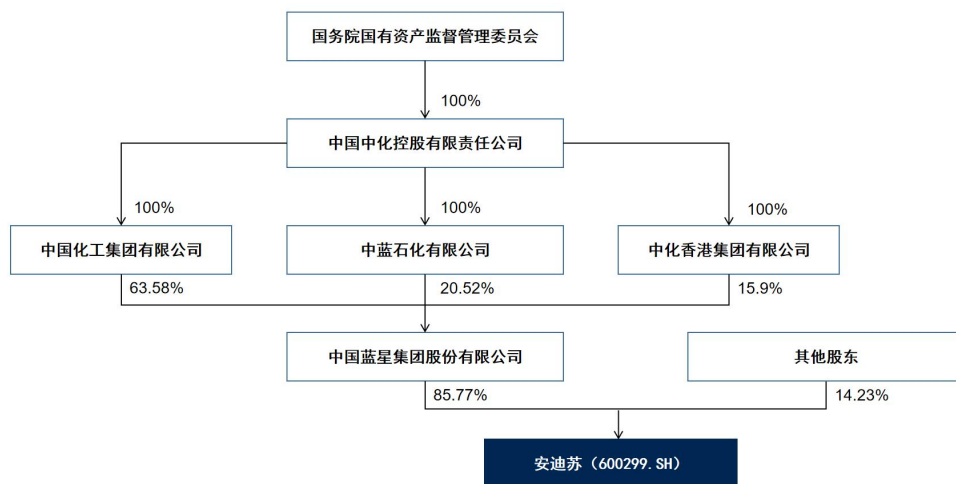 国务院国有资产监督管理委员会
100%
中国中化控股有限责任公司
100%
100%
100%
中国化工集团有限公司
中蓝石化有限公司
中化香港集团有限公司
63.58%
20.52%
15.9%
中国蓝星集团股份有限公司
其他股东
85.77%
14.23%
安迪苏（600299.SH）